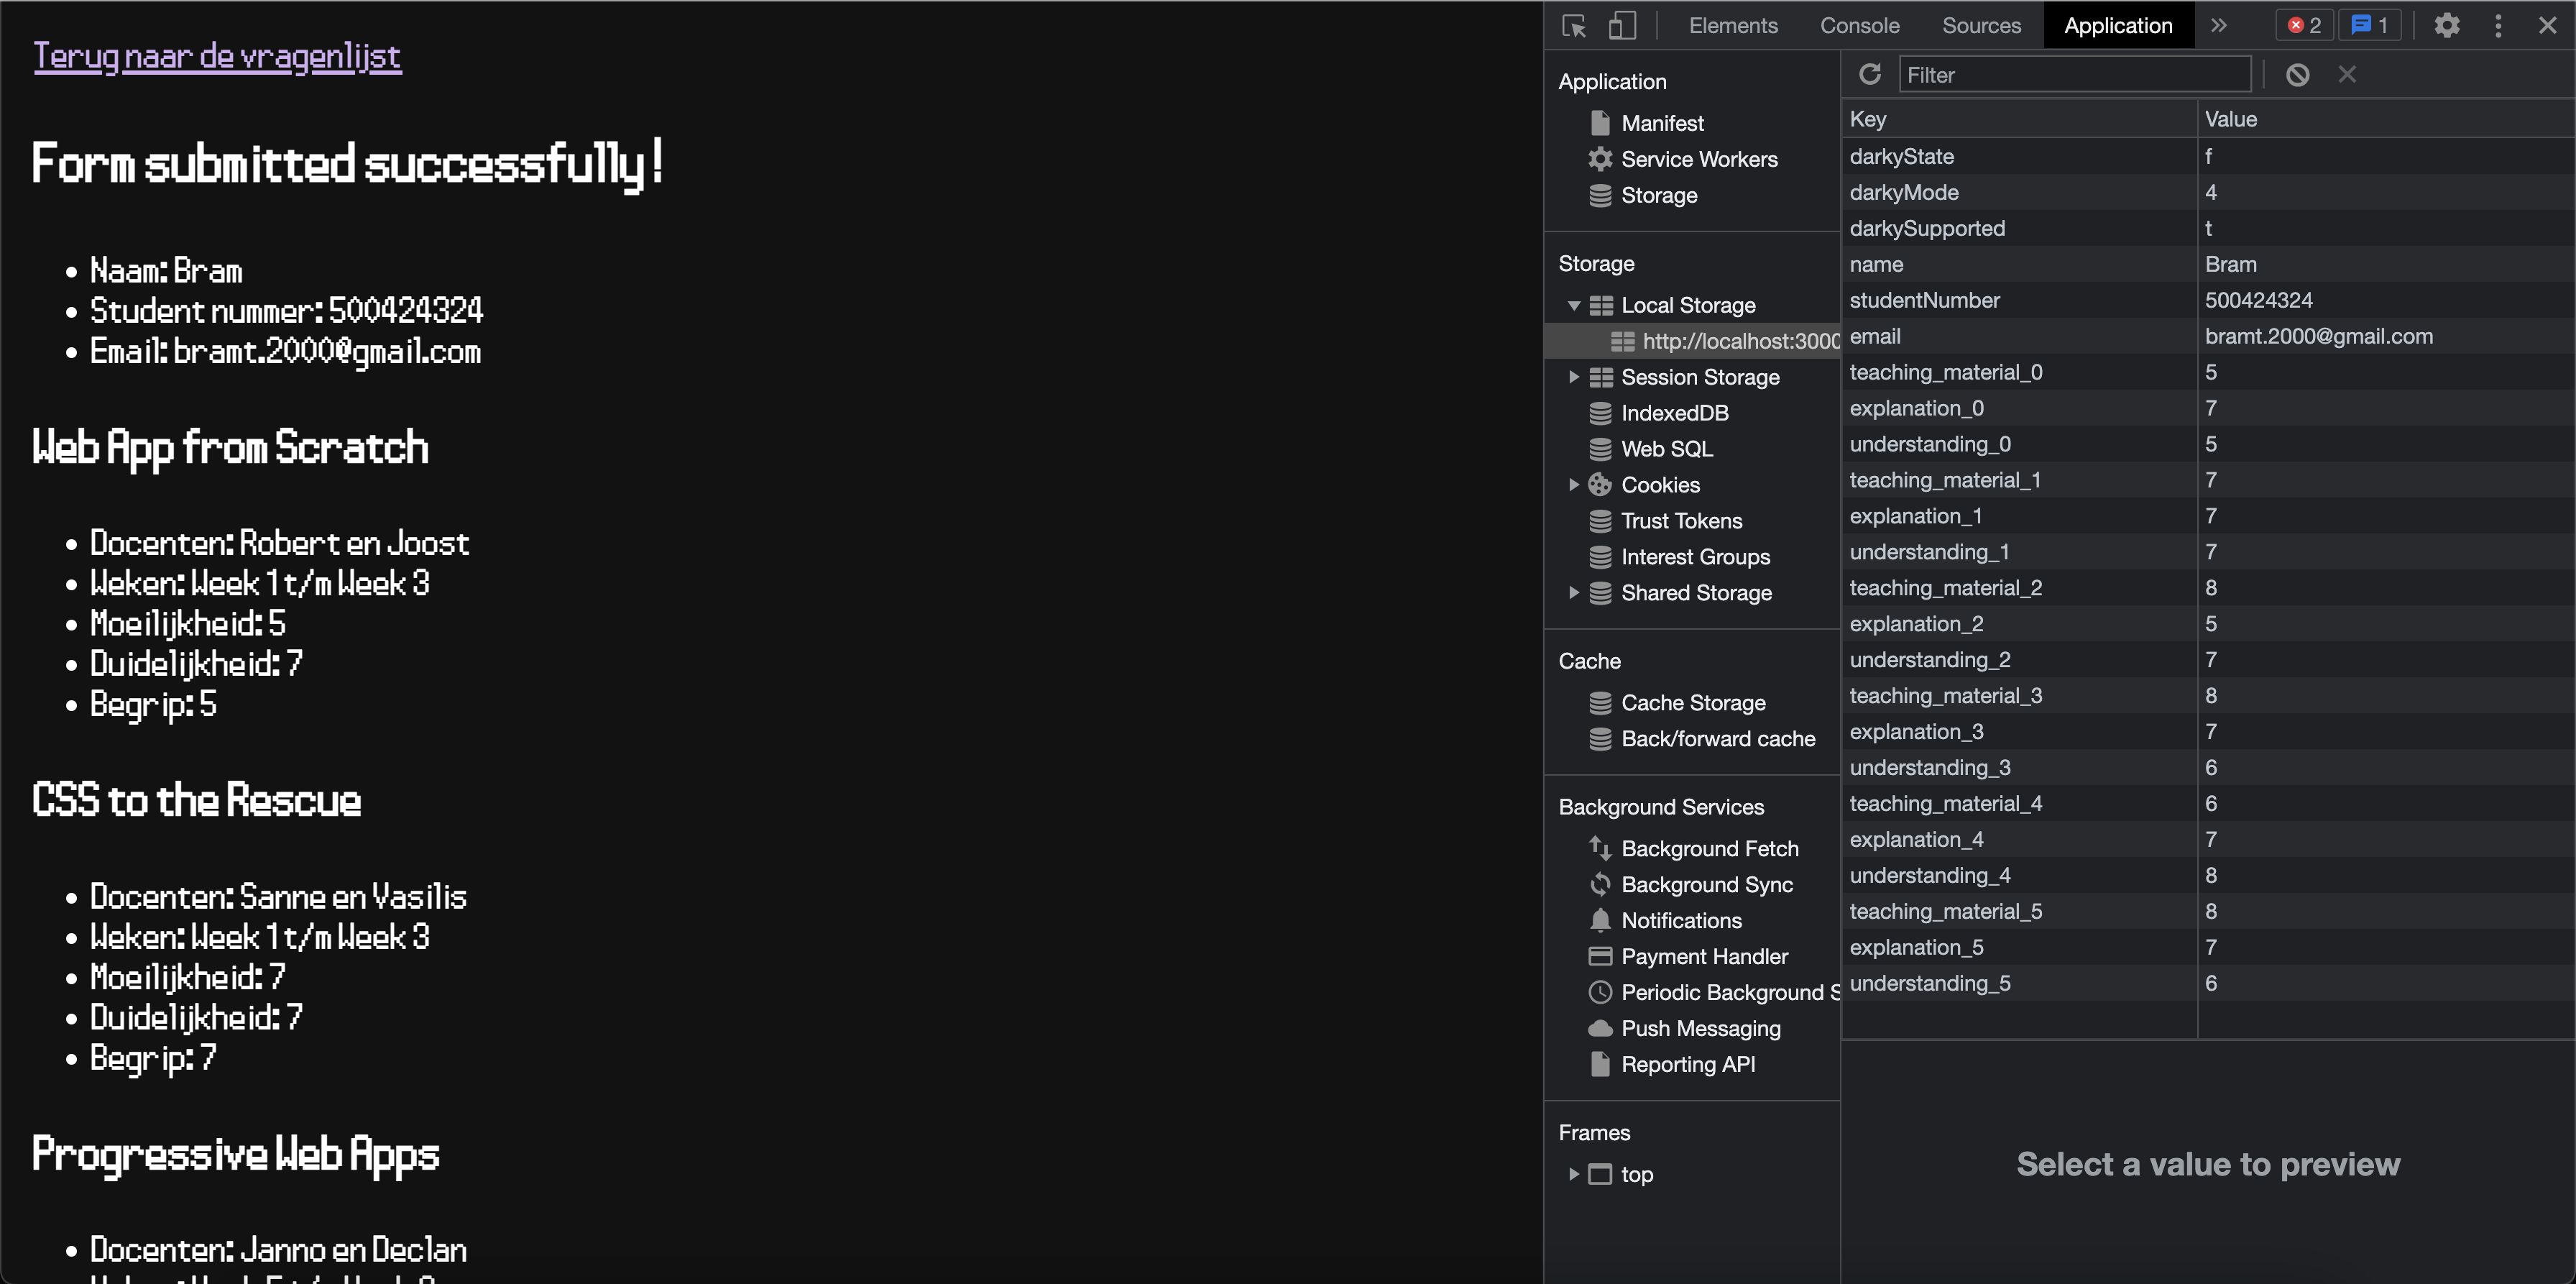 Terug naar de vragenlijst
Form submitted successfully!
Naam: Bram
Student nummer: 500424324
Email: bramt.2000@gmail.com
Web App from Scratch
Docenten: Robert en Joost
Weken: Week 1 t/m Week 3
Moeilijkheid: 5
Duidelijkheid: 7
Begrip: 5
CSS to the Rescue
Docenten: Sanne en Vasilis
Weken: Week 1 t/m Week 3
Moeilijkheid: 7
Duidelijkheid: 7
Begrip: 7
Progressive Web Apps
Docenten: Janno en Declan
Elements Console Sources Application 2 1
Application
Manifest
Service Workers
Storage
Storage
Local Storage
http://localhost:3000
Session Storage
IndexedDB
Web SQL
Cookies
Trust Tokens
Interest Groups
Shared Storage
Cache
Cache Storage
Back/forward cache
Background Services
Background Fetch
Background Sync
Notifications
Payment Handler
Periodic Background S
Push Messaging
Reporting API
Frames
top
Filter
Key Value
darkyState f
darkyMode 4
darkySupported t
name Bram
studentNumber 500424324
email bramt.2000@gmail.com
teaching_material_0 5
explanation_0 7
understanding_0 5
teaching_material_1 7
explanation_1 7
understanding_1 7
teaching_material_2 8
explanation_2 5
understanding_2 7
teaching_material_3 8
explanation_3 7
understanding_3 6
teaching_material_4 6
explanation_4 7
understanding_4 8
teaching_material_5 8
explanation_5 7
understanding_5 6
Select a value to preview